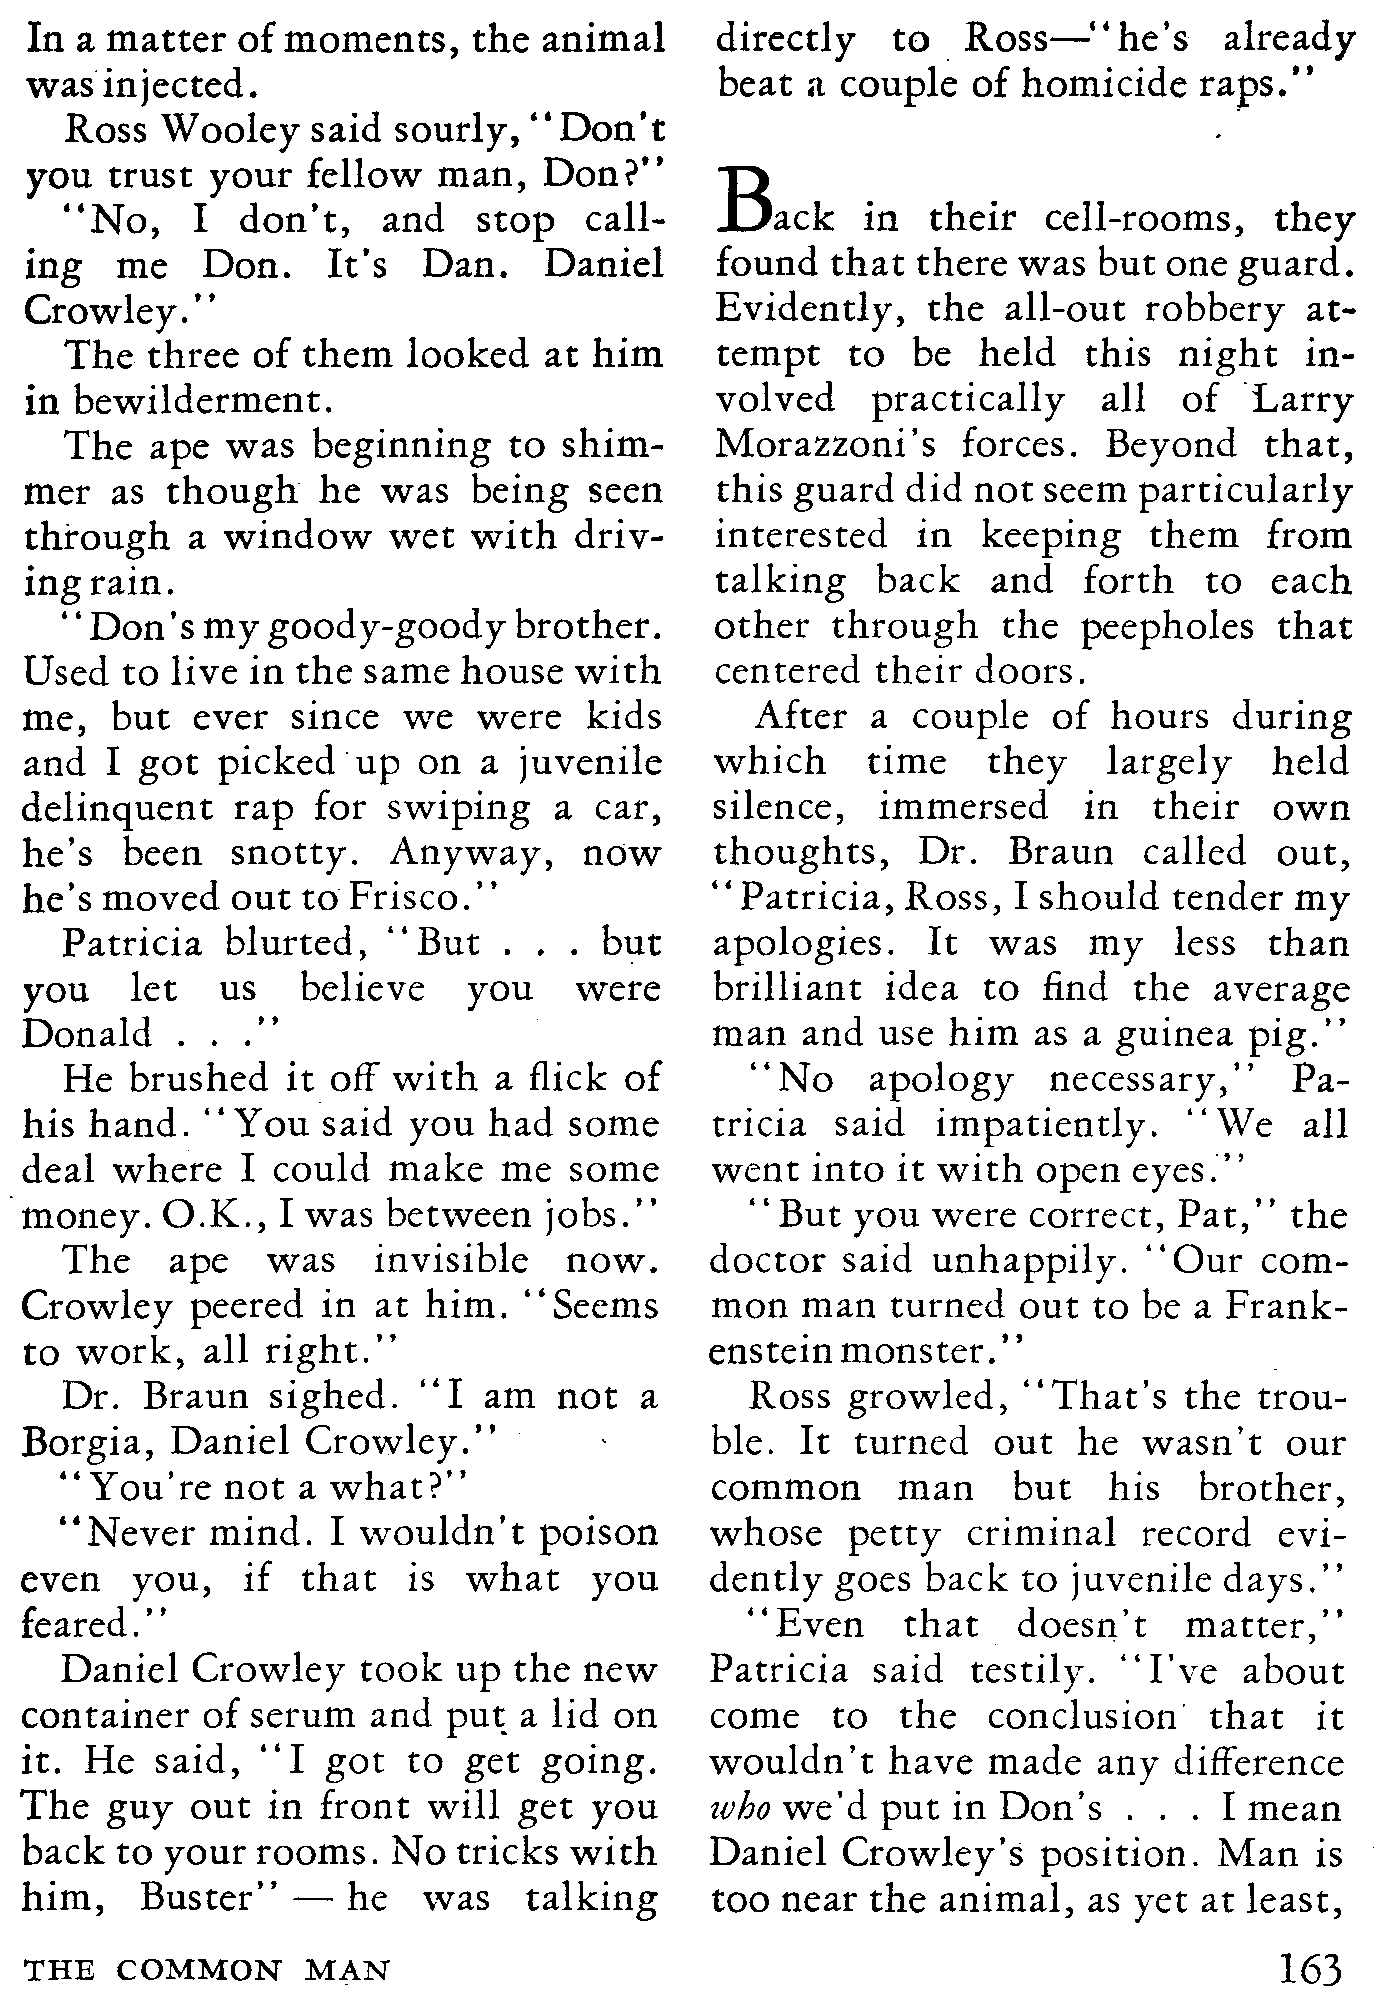 In a matter of moments, the animal
was injected.
Ross Wooley said sourly, "Don't
you trust your fellow man, Don?"
"No, I don't, and stop call-
ing me Don. It's Dan. Daniel
Crowley."
The three of them looked at him
in bewilderment.
The ape was beginning to shim-
mer as though he was being seen
through a window wet with driv-
ing rain.
"Don's my goody-goody brother.
Used to live in the same house with
me, but ever since we were kids
and I got picked up on a juvenile
delinquent rap for swiping a car,
he's been snotty. Anyway, now
he's moved out to Frisco."
Patricia blurted, "But . . . but
you let us believe you were
Donald . . ."
He brushed it off with a flick of
his hand. "You said you had some
deal where I could make me some
money. O.K., I was between jobs."
The ape was invisible now.
Crowley peered in at him. "Seems
to work, all right."
Dr. Braun sighed. "I am not a
Borgia, Daniel Crowley."
"You're not a what?"
"Never mind. I wouldn't poison
even you, if that is what you
feared."
Daniel Crowley took up the new
container of serum and put a lid on
it. He said, "I got to get going.
The guy out in front will get you
back to your rooms. No tricks with
him, Buster" — he was talking
directly to Ross—"he's already
beat a couple of homicide raps."
Back in their cell-rooms, they
found that there was but one guard.
Evidently, the all-out robbery at-
tempt to be held this night in-
volved practically all of Larry
Morazzoni's forces. Beyond that,
this guard did not seem particularly
interested in keeping them from
talking back and forth to each
other through the peepholes that
centered their doors.
After a couple of hours during
which time they largely held
silence, immersed in their own
thoughts, Dr. Braun called out,
"Patricia, Ross, I should tender my
apologies. It was my less than
brilliant idea to find the average
man and use him as a guinea pig."
"No apology necessary," Pa-
tricia said impatiently. "We all
went into it with open eyes."
"But you were correct, Pat," the
doctor said unhappily. "Our com-
mon man turned out to be a Frank-
enstein monster."
Ross growled, "That's the trou-
ble. It turned out he wasn't our
common man but his brother,
whose petty criminal record evi-
dently goes back to juvenile days."
"Even that doesn't matter,"
Patricia said testily. "I've about
come to the conclusion that it
wouldn't have made any difference
who we'd put in Don's . . . I mean
Daniel Crowley's position. Man is
too near the animal, as yet at least,
THE COMMON MAN
163